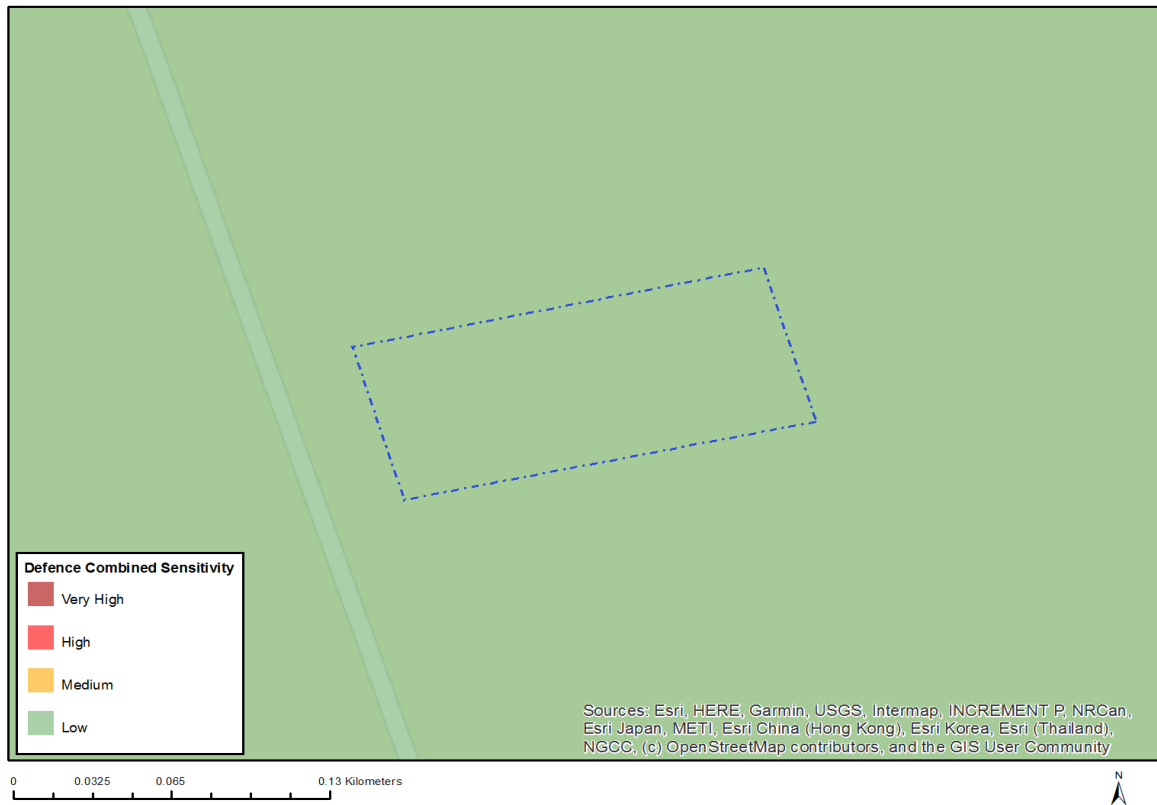 Defence Combined Sensitivity
Very High
High
Medium
Low
Sources: Esri, HERE, Garmin, USGS, Intermap, INCREMENT P, NRCan,
Esri Japan, METI, Esri China (Hong Kong), Esri Korea, Esri (Thailand),
NGCC, (c) OpenStreetMap contributors, and the GIS User Community
0 0.0325 0.065 0.13 Kilometers
N